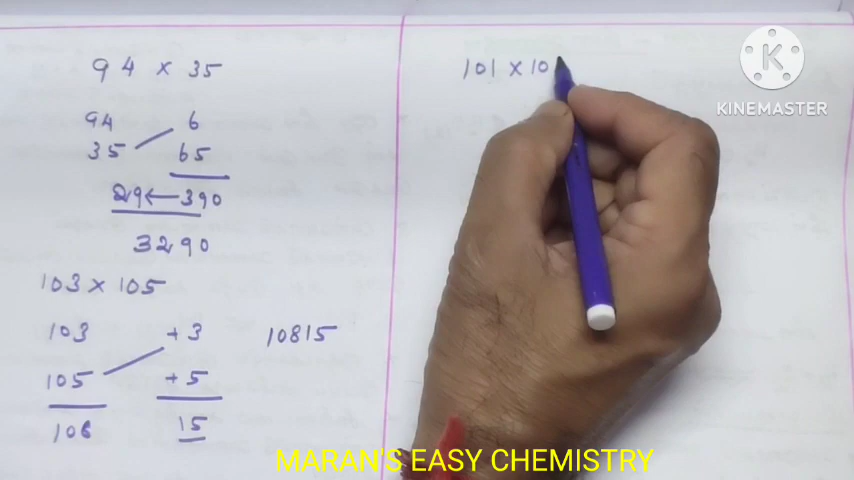 94 × 35
94 6
35 65
29 ← 390
3290
103 × 105
103 +3 10815
105 +5
108 15
101 × 10
KINEMASTER
MARAN'S EASY CHEMISTRY